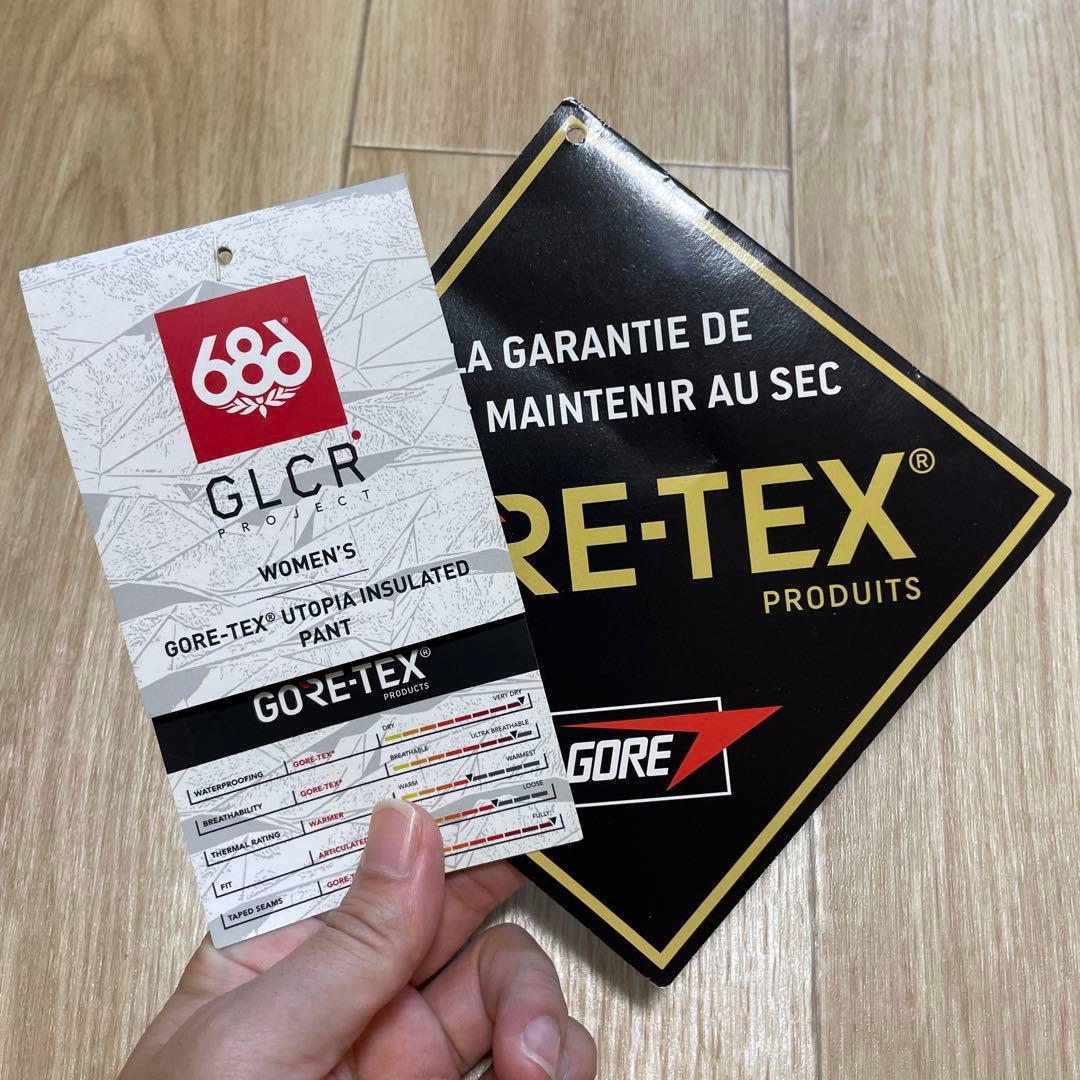 686®
GLCR
PROJECT
WOMEN'S
GORE-TEX® UTOPIA INSULATED
PANT
GORE-TEX®
PRODUCTS
WATERPROOFING GORE-TEX® DRY VERY DRY
BREATHABILITY GORE-TEX® BREATHABLE ULTRA BREATHABLE
THERMAL RATING WARMER WARM WARMEST
FIT ARTICULATED LOOSE
TAPED SEAMS GORE-T FULLY
LA GARANTIE DE
MAINTENIR AU SEC
RE-TEX®
PRODUITS
GORE